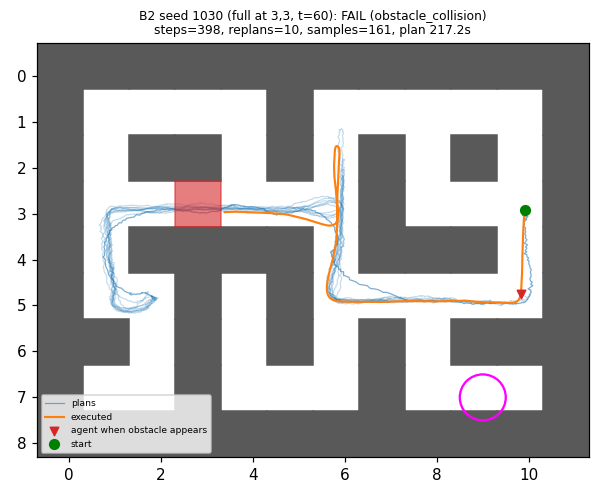 B2 seed 1030 (full at 3,3, t=60): FAIL (obstacle_collision)
steps=398, replans=10, samples=161, plan 217.2s
0
1
2
3
4
5
6
7
8
plans
executed
agent when obstacle appears
start
0
2
4
6
8
10